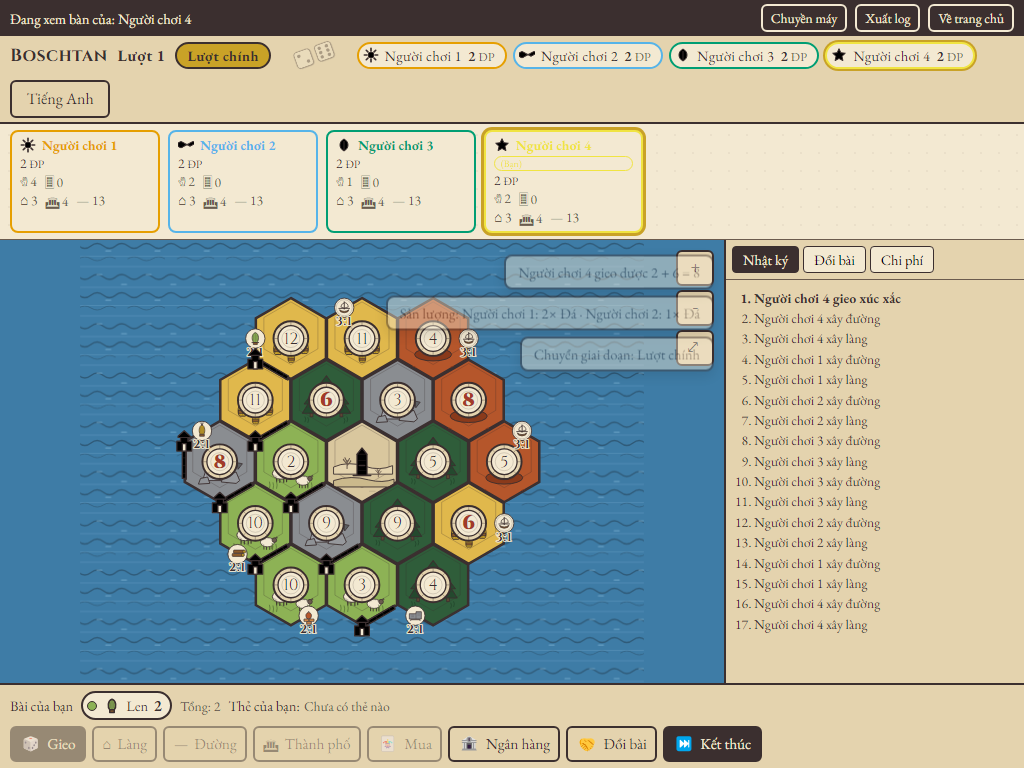 Đang xem bàn của: Người chơi 4
Chuyển máy
Xuất log
Về trang chủ
BOSCHTAN
Lượt 1
Lượt chính
Người chơi 1 2 ĐP
Người chơi 2 2 ĐP
Người chơi 3 2 ĐP
Người chơi 4 2 ĐP
Tiếng Anh
Người chơi 1
2 ĐP
4 0
3 4 — 13
Người chơi 2
2 ĐP
2 0
3 4 — 13
Người chơi 3
2 ĐP
1 0
3 4 — 13
Người chơi 4
(Bạn)
2 ĐP
2 0
3 4 — 13
Người chơi 4 gieo được 2 + 6 = 8
+
Sản lượng: Người chơi 1: 2× Đá · Người chơi 2: 1× Đá
Chuyển giai đoạn: Lượt chính
3:1
12 11 4
2:1 3:1
11 6 3 8
2:1 3:1
8 2 5 5
10 9 9 6
3:1
2:1
10 3 4
2:1 2:1
Nhật ký
Đổi bài
Chi phí
1. Người chơi 4 gieo xúc xắc
2. Người chơi 4 xây đường
3. Người chơi 4 xây làng
4. Người chơi 1 xây đường
5. Người chơi 1 xây làng
6. Người chơi 2 xây đường
7. Người chơi 2 xây làng
8. Người chơi 3 xây đường
9. Người chơi 3 xây làng
10. Người chơi 3 xây đường
11. Người chơi 3 xây làng
12. Người chơi 2 xây đường
13. Người chơi 2 xây làng
14. Người chơi 1 xây đường
15. Người chơi 1 xây làng
16. Người chơi 4 xây đường
17. Người chơi 4 xây làng
Bài của bạn
Len 2
Tổng: 2
Thẻ của bạn: Chưa có thẻ nào
Gieo
Làng
— Đường
Thành phố
Mua
Ngân hàng
Đổi bài
Kết thúc